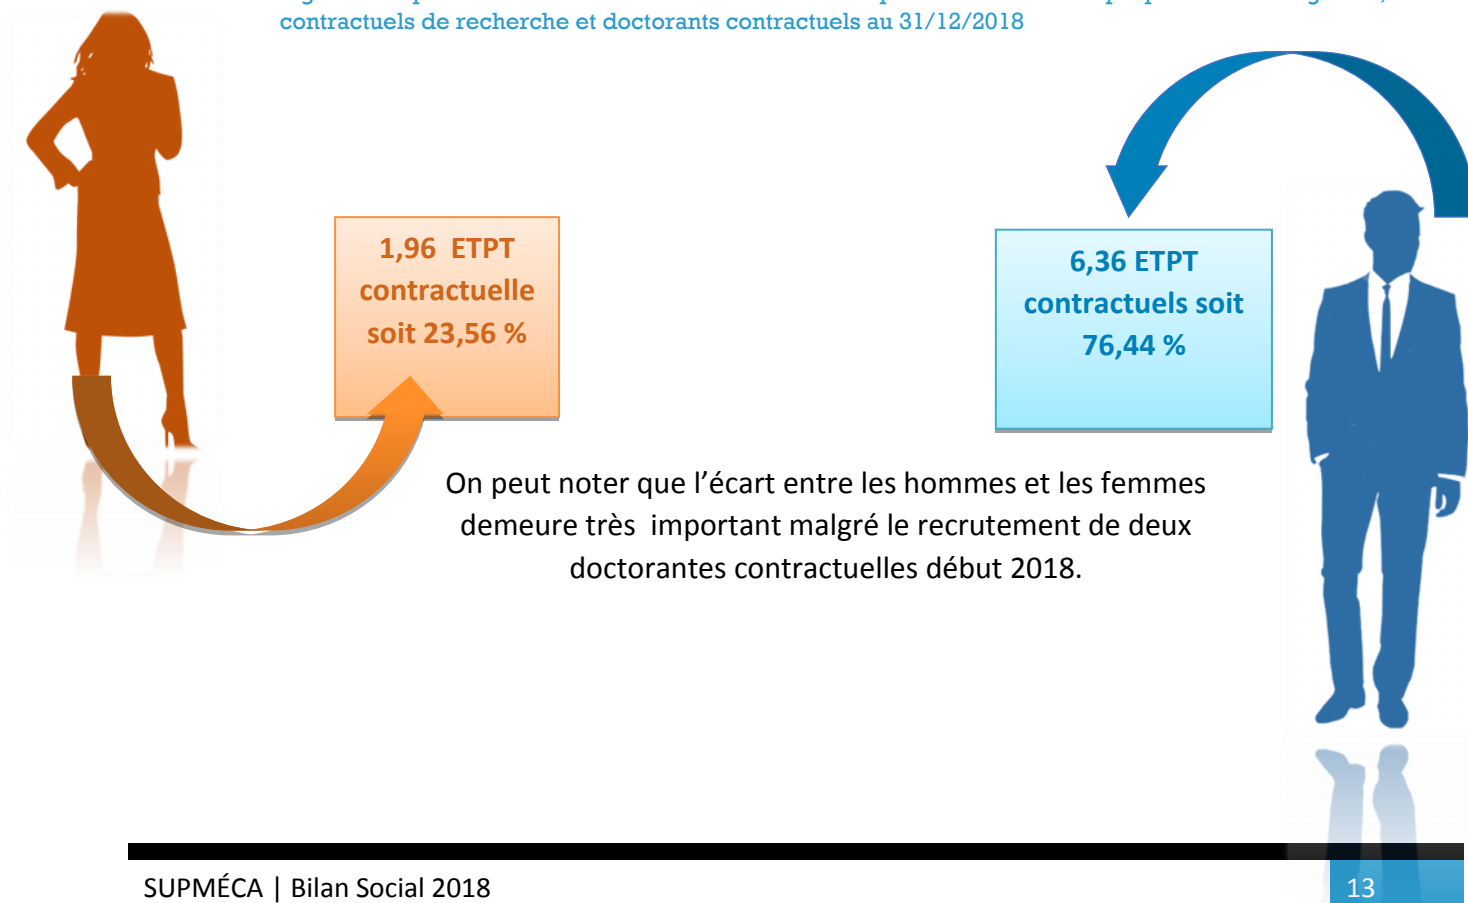 contractuels de recherche et doctorants contractuels au 31/12/2018
1,96 ETPT
contractuelle
soit 23,56 %
6,36 ETPT
contractuels soit
76,44 %
On peut noter que l’écart entre les hommes et les femmes
demeure très important malgré le recrutement de deux
doctorantes contractuelles début 2018.
SUPMÉCA | Bilan Social 2018
13